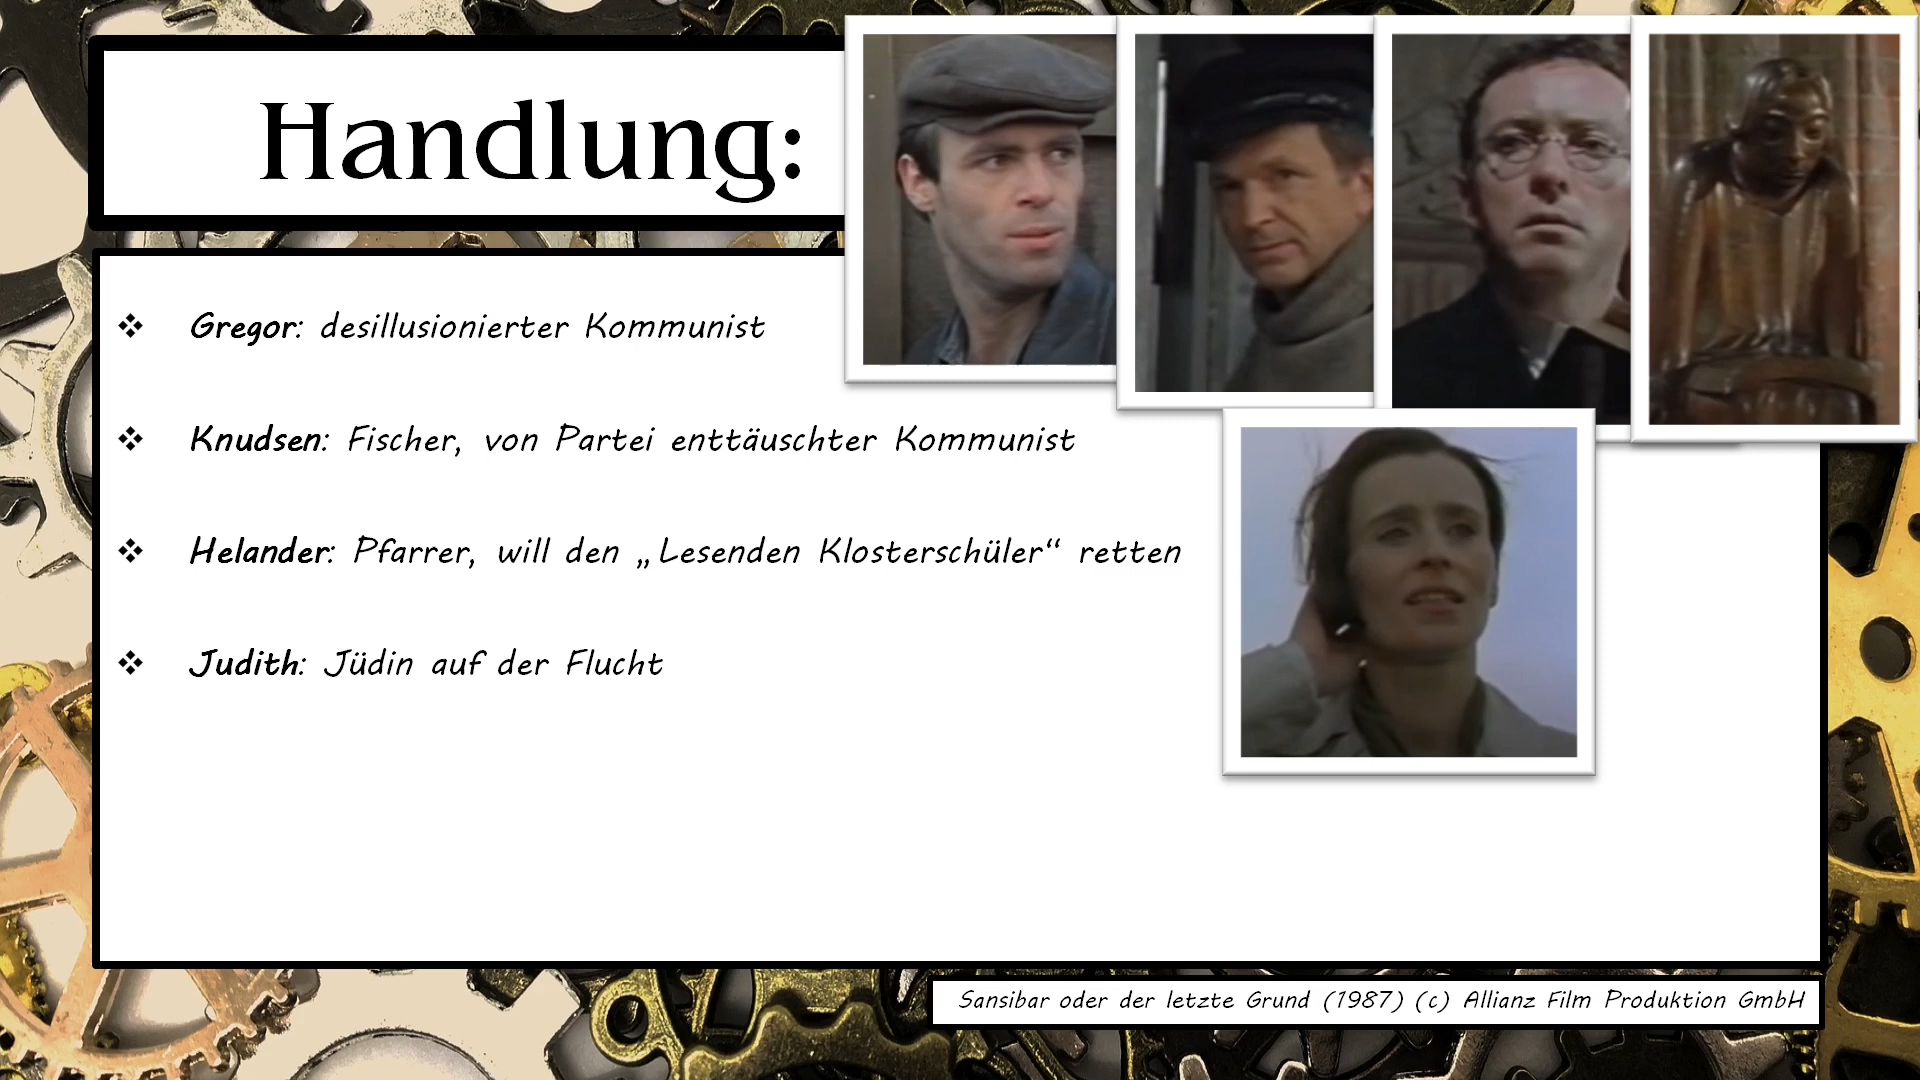 Handlung:
Gregor: desillusionierter Kommunist
Knudsen: Fischer, von Partei enttäuschter Kommunist
Helander: Pfarrer, will den „Lesenden Klosterschüler“ retten
Judith: Jüdin auf der Flucht
Sansibar oder der letzte Grund (1987) (c) Allianz Film Produktion GmbH